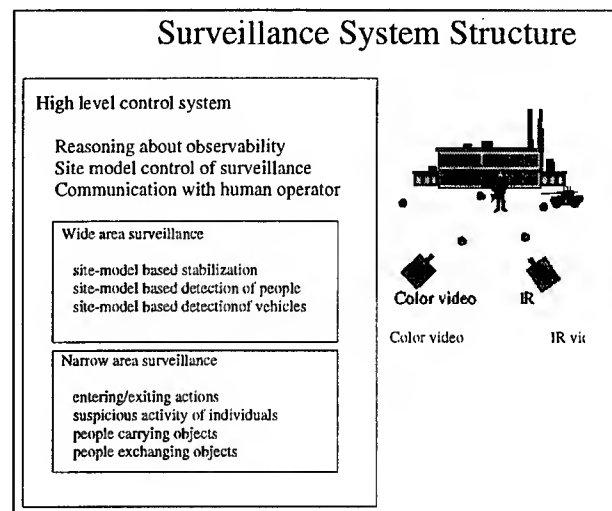 Surveillance System Structure
High level control system
Reasoning about observability
Site model control of surveillance
Communication with human operator
Wide area surveillance
site-model based stabilization
site-model based detection of people
site-model based detectionof vehicles
Narrow area surveillance
entering/exiting actions
suspicious activity of individuals
people carrying objects
people exchanging objects
Color video IR
Color video IR vic